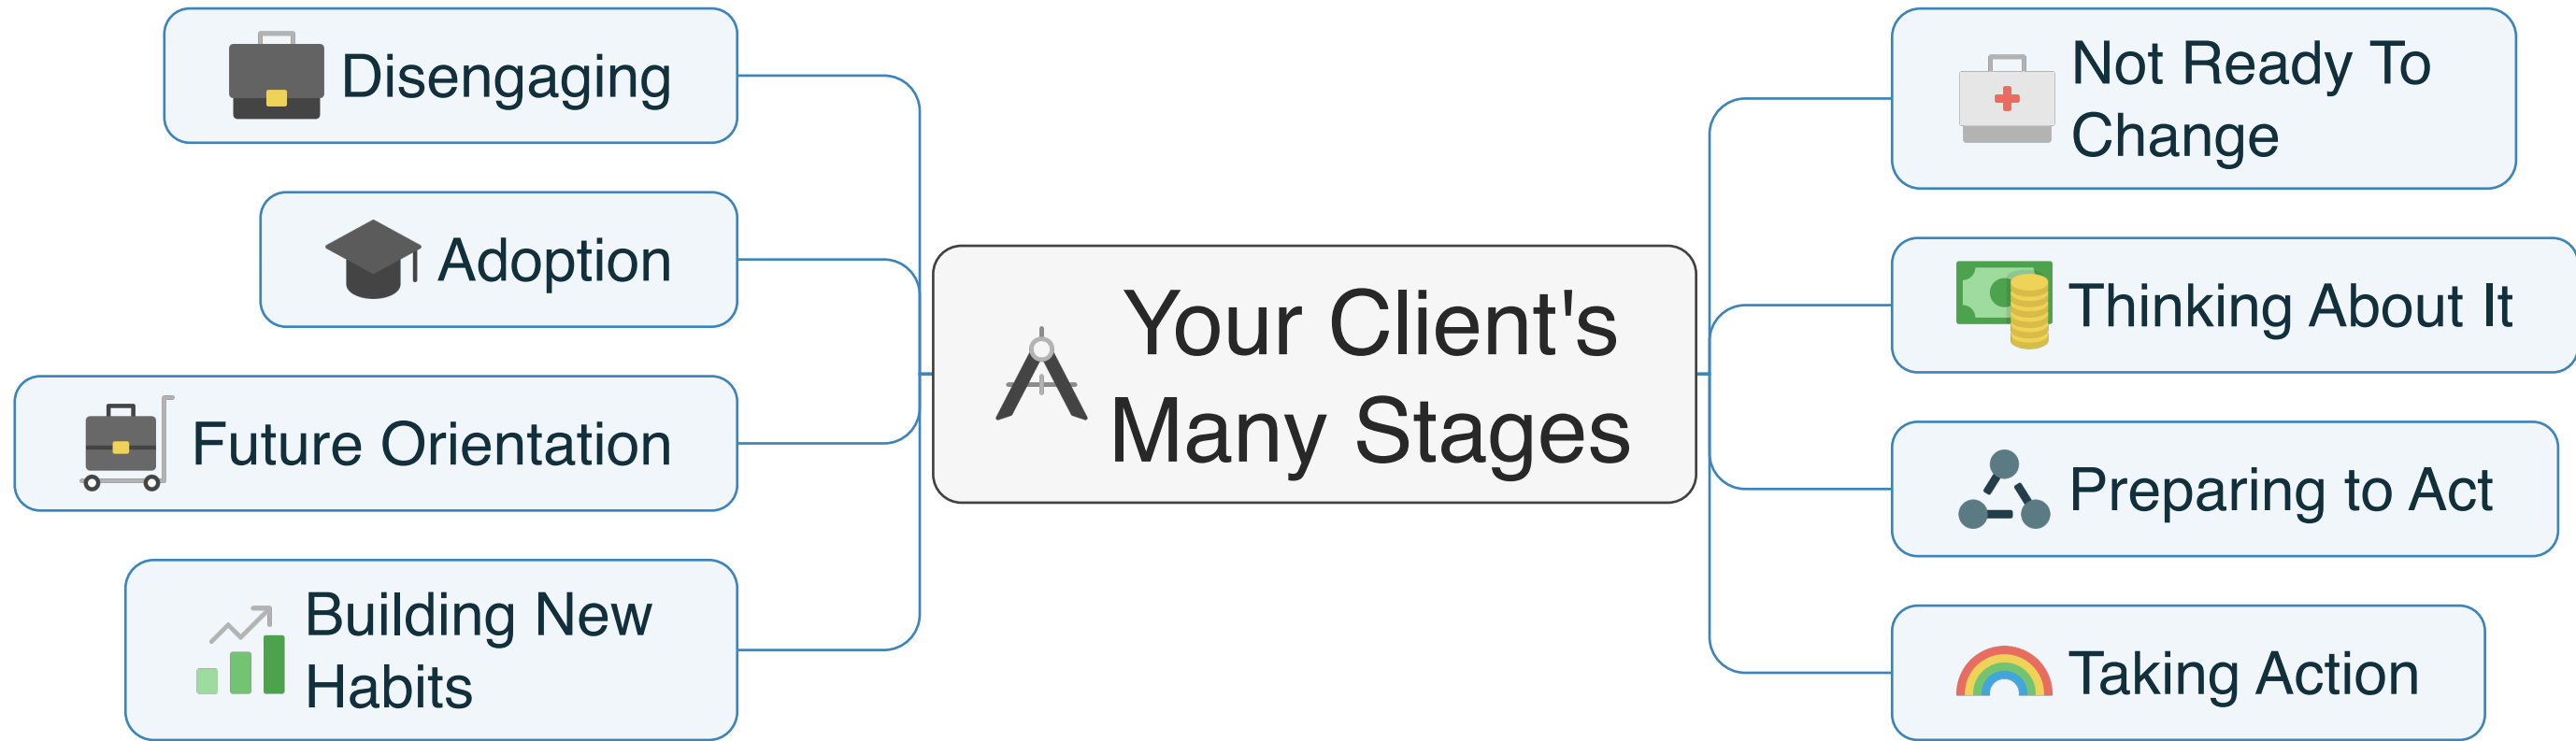 Disengaging
Adoption
Future Orientation
Building New
Habits
Your Client's
Many Stages
Not Ready To
Change
Thinking About It
Preparing to Act
Taking Action